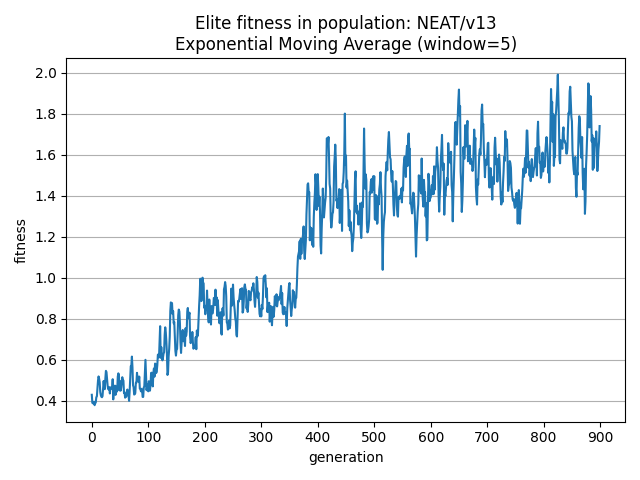 Elite fitness in population: NEAT/v13
Exponential Moving Average (window=5)
2.0
1.8
1.6
1.4
1.2
1.0
0.8
0.6
0.4
fitness
0 100 200 300 400 500 600 700 800 900
generation